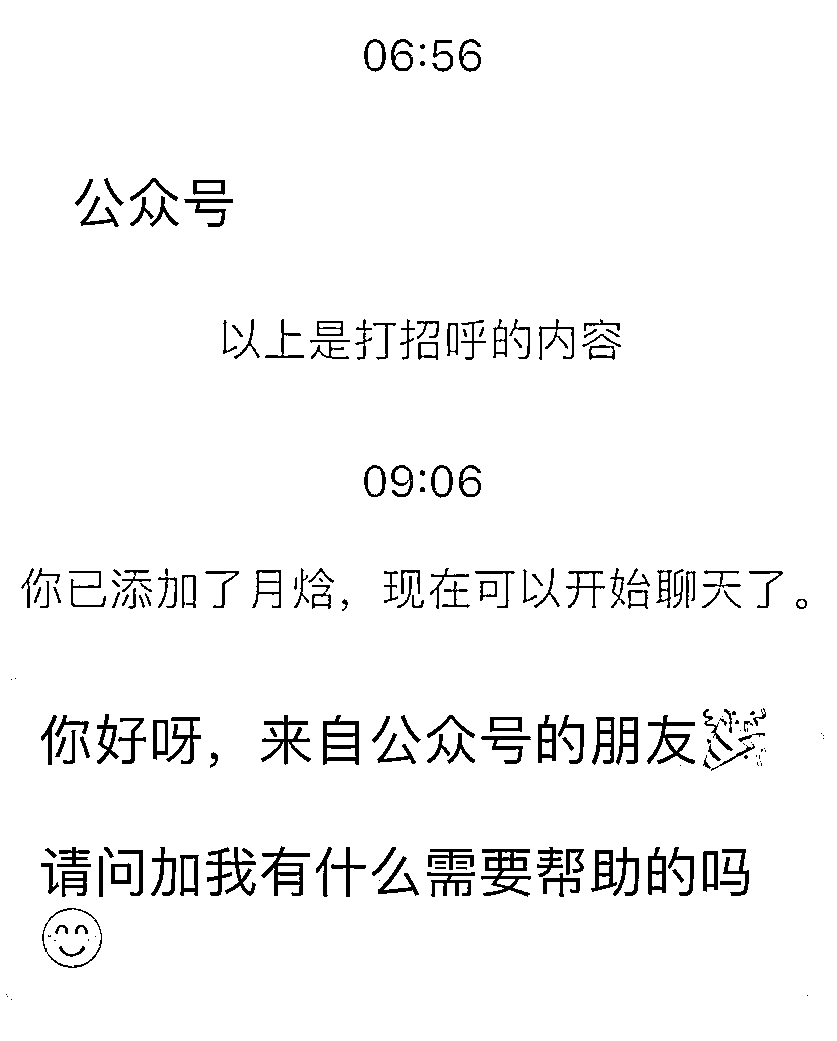 06:56
公众号
以上是打招呼的内容
09:06
你已添加了月焓，现在可以开始聊天了。
你好呀，来自公众号的朋友🎉
请问加我有什么需要帮助的吗
😊